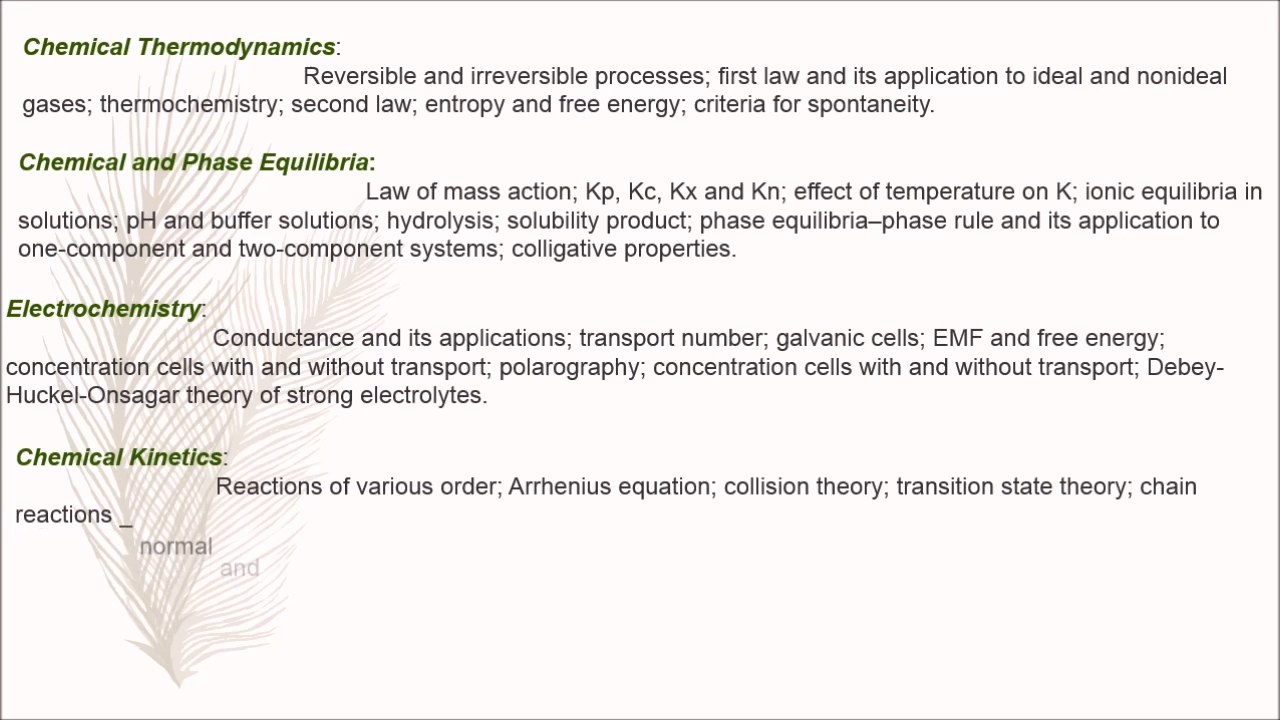 Chemical Thermodynamics:
Reversible and irreversible processes; first law and its application to ideal and nonideal
gases; thermochemistry; second law; entropy and free energy; criteria for spontaneity.
Chemical and Phase Equilibria:
Law of mass action; Kp, Kc, Kx and Kn; effect of temperature on K; ionic equilibria in
solutions; pH and buffer solutions; hydrolysis; solubility product; phase equilibria–phase rule and its application to
one-component and two-component systems; colligative properties.
Electrochemistry:
Conductance and its applications; transport number; galvanic cells; EMF and free energy;
concentration cells with and without transport; polarography; concentration cells with and without transport; Debey-
Huckel-Onsagar theory of strong electrolytes.
Chemical Kinetics:
Reactions of various order; Arrhenius equation; collision theory; transition state theory; chain
reactions _
normal
and